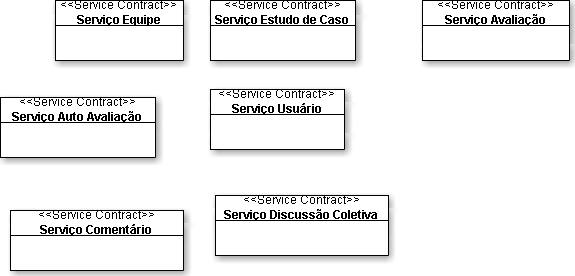 <<Service Contract>>
Serviço Equipe
<<Service Contract>>
Serviço Estudo de Caso
<<Service Contract>>
Serviço Avaliação
<<Service Contract>>
Serviço Auto Avaliação
<<Service Contract>>
Serviço Usuário
<<Service Contract>>
Serviço Comentário
<<Service Contract>>
Serviço Discussão Coletiva